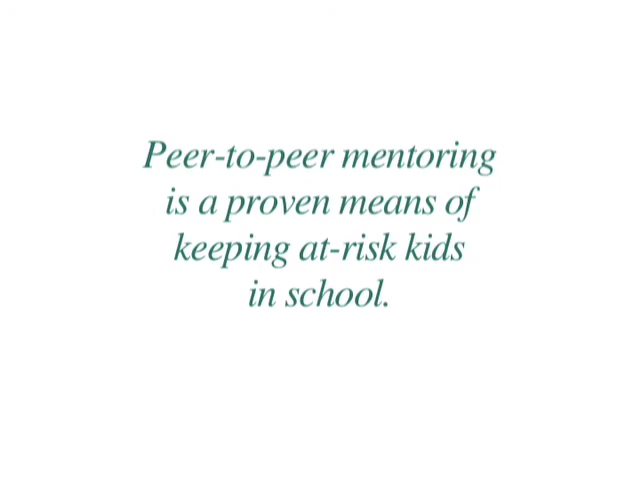 Peer-to-peer mentoring
is a proven means of
keeping at-risk kids
in school.